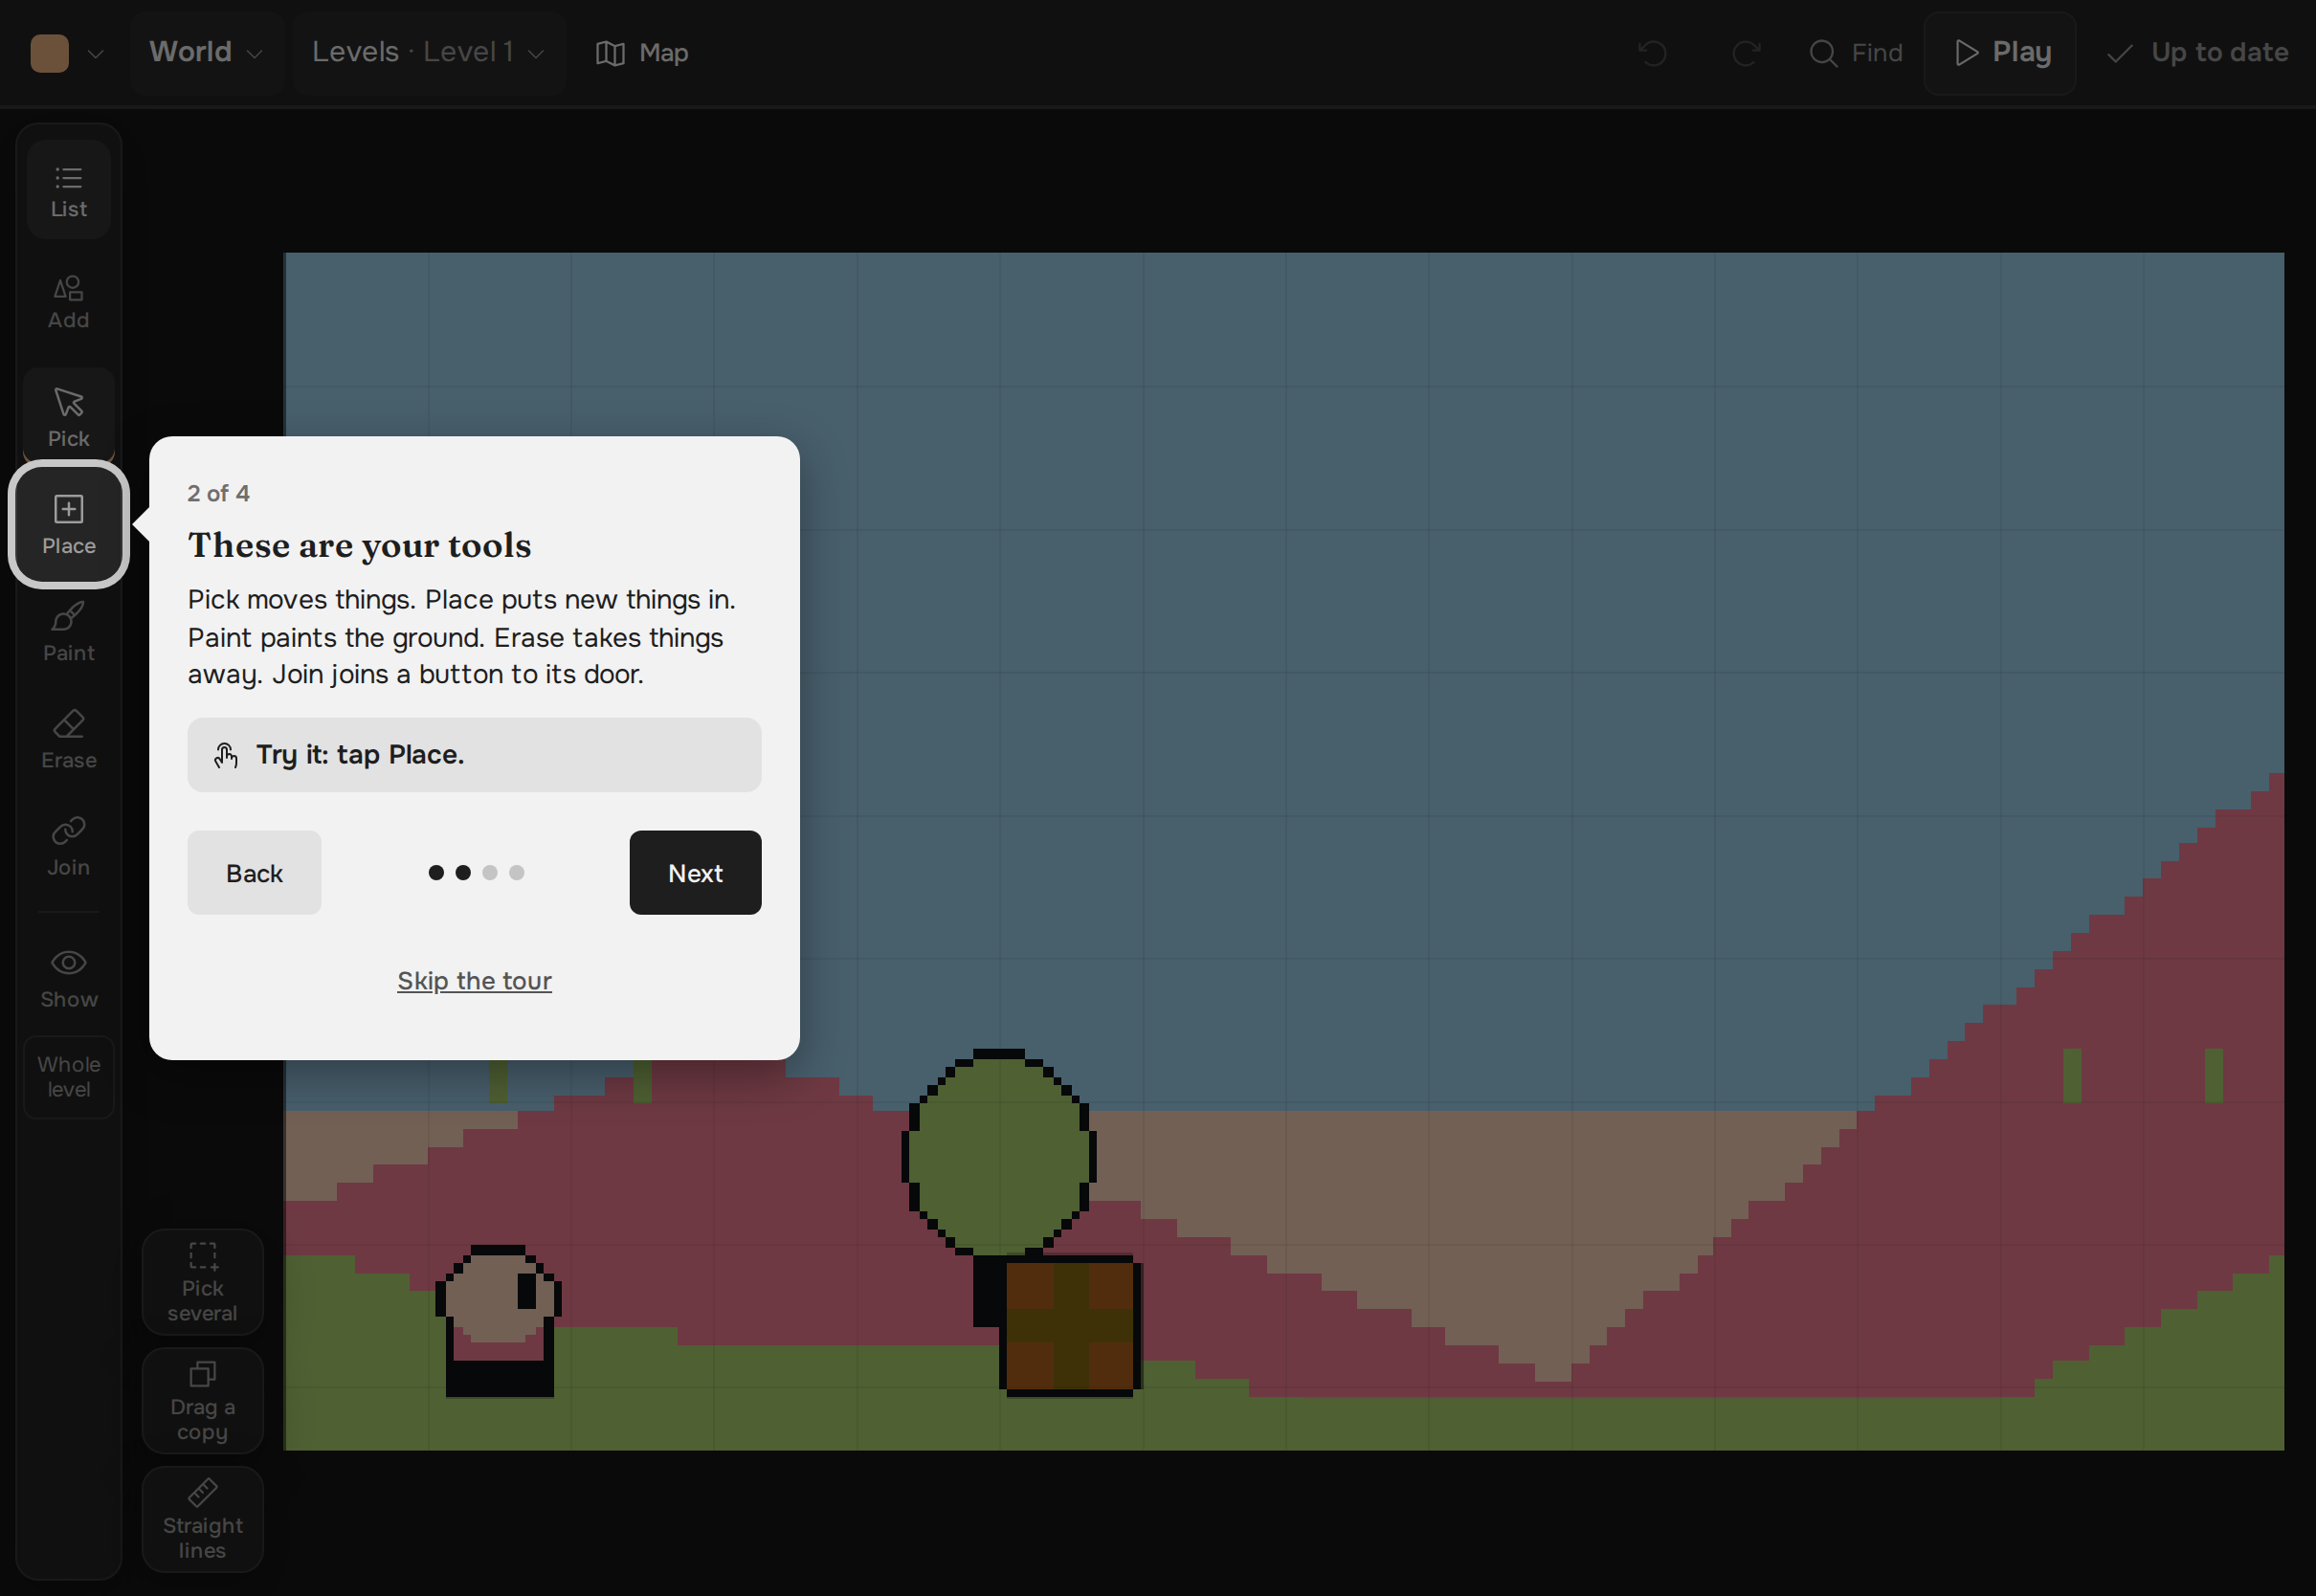 World
Levels · Level 1
Map
Find
Play
Up to date
List
Add
Pick
Place
Paint
Erase
Join
Show
Whole
level
2 of 4
These are your tools
Pick moves things. Place puts new things in.
Paint paints the ground. Erase takes things
away. Join joins a button to its door.
Try it: tap Place.
Back
Next
Skip the tour
Pick
several
Drag a
copy
Straight
lines